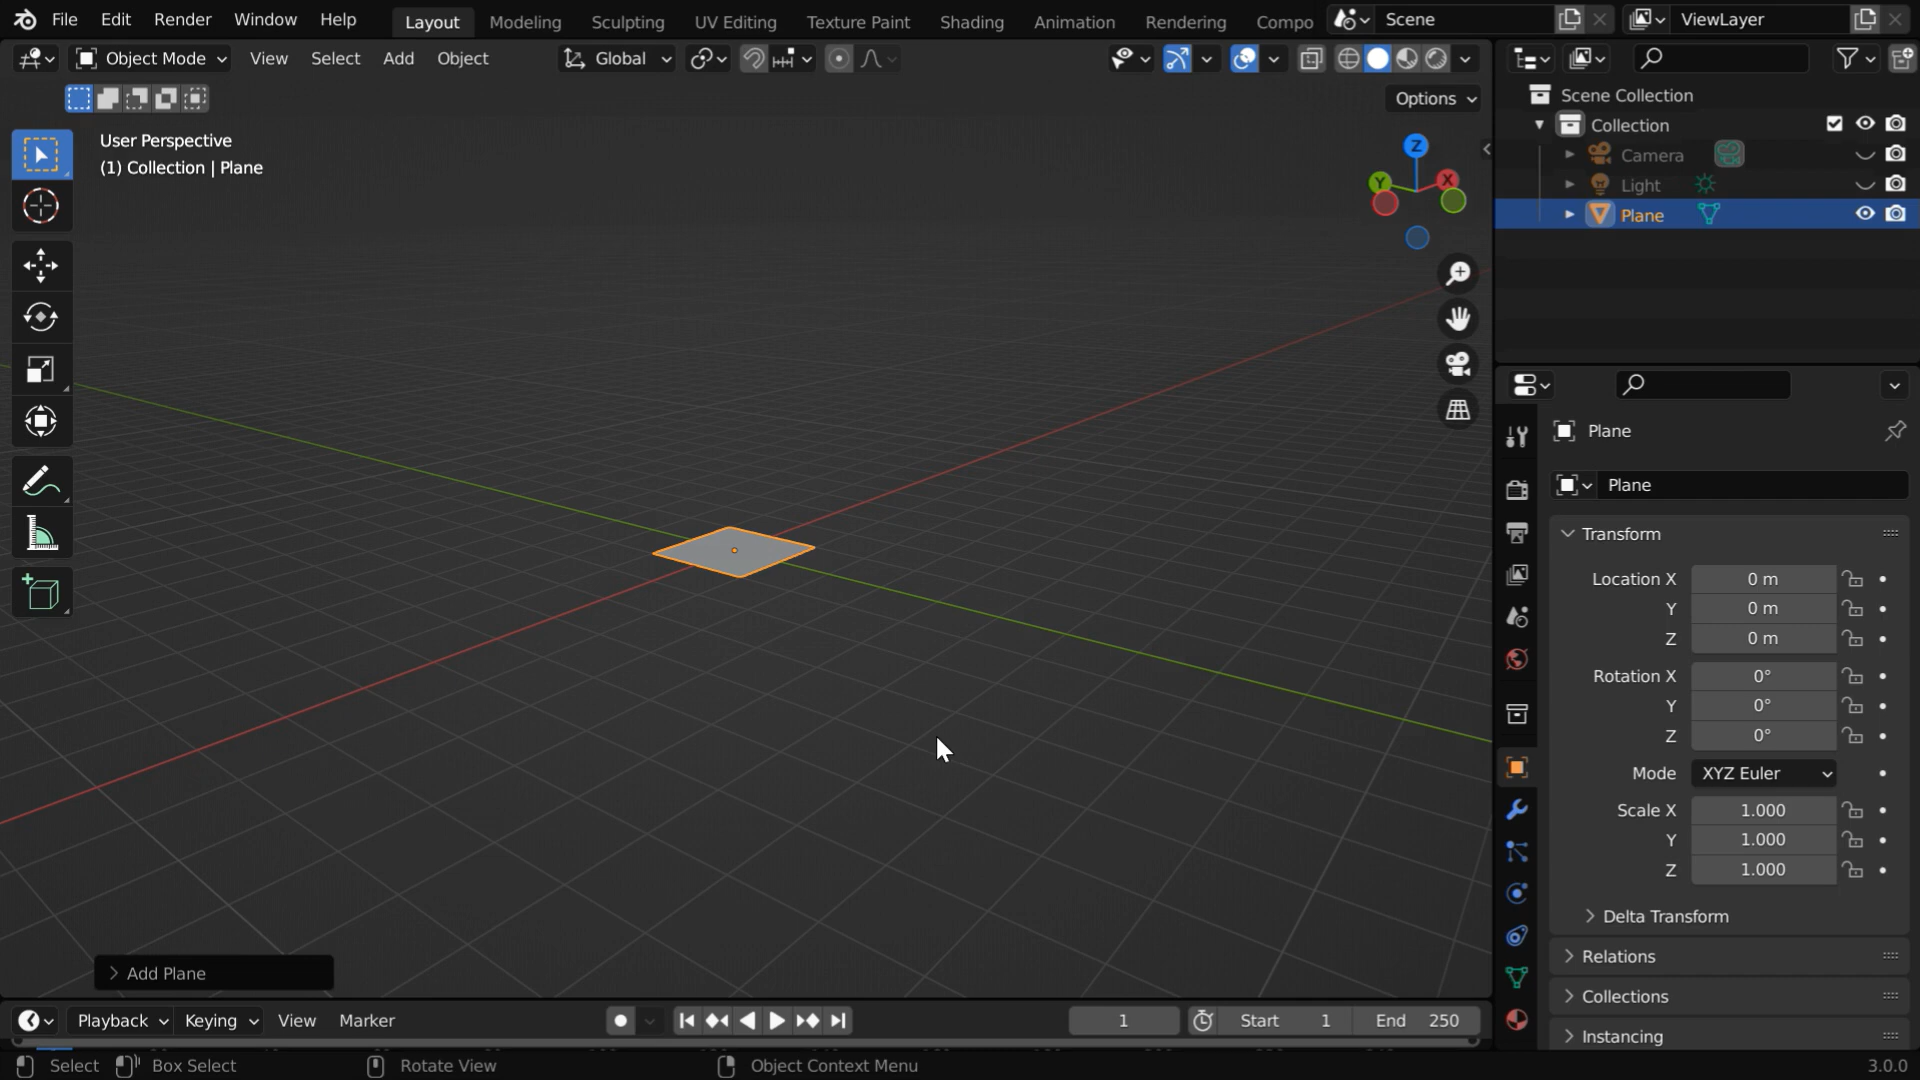 File Edit Render Window Help Layout Modeling Sculpting UV Editing Texture Paint Shading Animation Rendering Compo Scene ViewLayer
Object Mode View Select Add Object Global
Options
User Perspective
(1) Collection | Plane
Z
Y
X
Scene Collection
Collection
Camera
Light
Plane
Plane
Plane
Transform
Location X 0 m
Y 0 m
Z 0 m
Rotation X 0°
Y 0°
Z 0°
Mode XYZ Euler
Scale X 1.000
Y 1.000
Z 1.000
Delta Transform
Relations
Collections
Instancing
Add Plane
Playback Keying View Marker 1 Start 1 End 250
Select Box Select Rotate View Object Context Menu 3.0.0